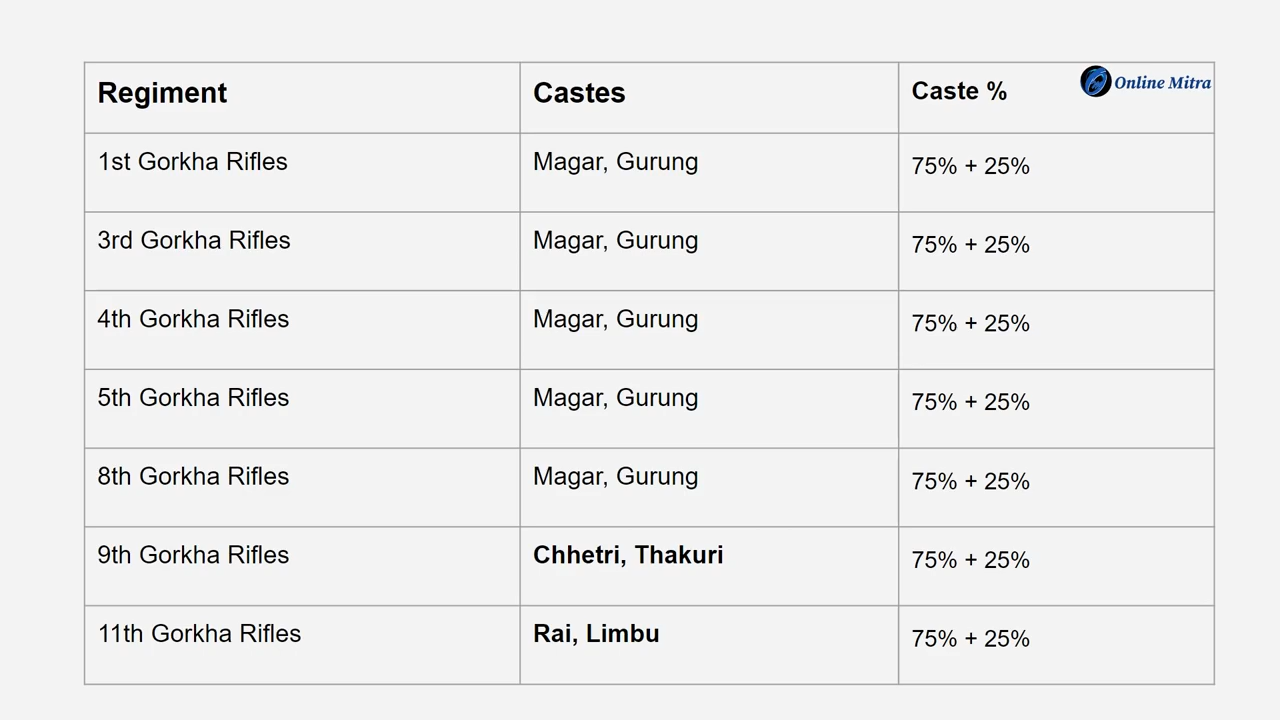 Regiment Castes Caste % Online Mitra
1st Gorkha Rifles Magar, Gurung 75% + 25%
3rd Gorkha Rifles Magar, Gurung 75% + 25%
4th Gorkha Rifles Magar, Gurung 75% + 25%
5th Gorkha Rifles Magar, Gurung 75% + 25%
8th Gorkha Rifles Magar, Gurung 75% + 25%
9th Gorkha Rifles Chhetri, Thakuri 75% + 25%
11th Gorkha Rifles Rai, Limbu 75% + 25%